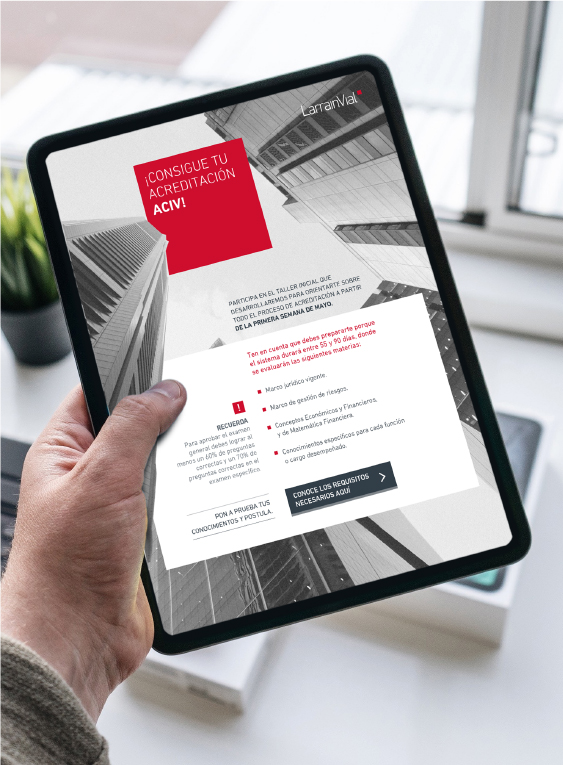 LarrainVial
¡CONSIGUE TU
ACREDITACIÓN
ACIV!
PARTICIPA EN EL TALLER INICIAL QUE
DESARROLLAREMOS PARA ORIENTARTE SOBRE
TODO EL PROCESO DE ACREDITACIÓN A PARTIR
DE LA PRIMERA SEMANA DE MAYO.
Ten en cuenta que debes prepararte porque
el sistema durará entre 55 y 90 días, donde
se evaluarán las siguientes materias:
Marco jurídico vigente.
Marco de gestión de riesgos.
Conceptos Económicos y Financieros,
y de Matemática Financiera.
Conocimientos específicos para cada función
o cargo desempeñado.
!
RECUERDA
Para aprobar el examen
general debes lograr al
menos un 60% de preguntas
correctas y un 70% de
preguntas correctas en el
examen específico.
PON A PRUEBA TUS
CONOCIMIENTOS Y POSTULA.
CONOCE LOS REQUISITOS
NECESARIOS AQUÍ